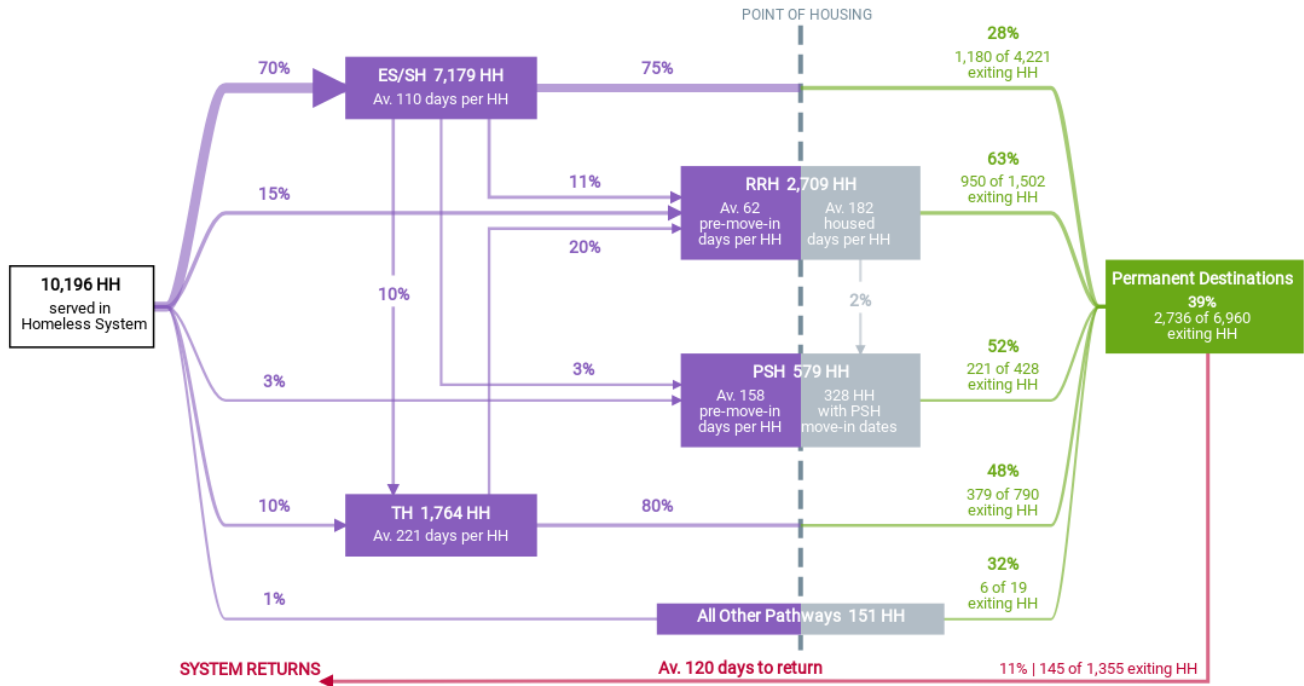 POINT OF HOUSING
70%
ES/SH 7,179 HH
Av. 110 days per HH
75%
28%
1,180 of 4,221
exiting HH
15%
11%
RRH 2,709 HH
Av. 62
pre-move-in
days per HH
Av. 182
housed
days per HH
63%
950 of 1,502
exiting HH
20%
10,196 HH
served in
Homeless System
10%
2%
Permanent Destinations
39%
2,736 of 6,960
exiting HH
3%
3%
PSH 579 HH
Av. 158
pre-move-in
days per HH
328 HH
with PSH
move-in dates
52%
221 of 428
exiting HH
10%
TH 1,764 HH
Av. 221 days per HH
80%
48%
379 of 790
exiting HH
1%
All Other Pathways 151 HH
32%
6 of 19
exiting HH
SYSTEM RETURNS
Av. 120 days to return
11% | 145 of 1,355 exiting HH